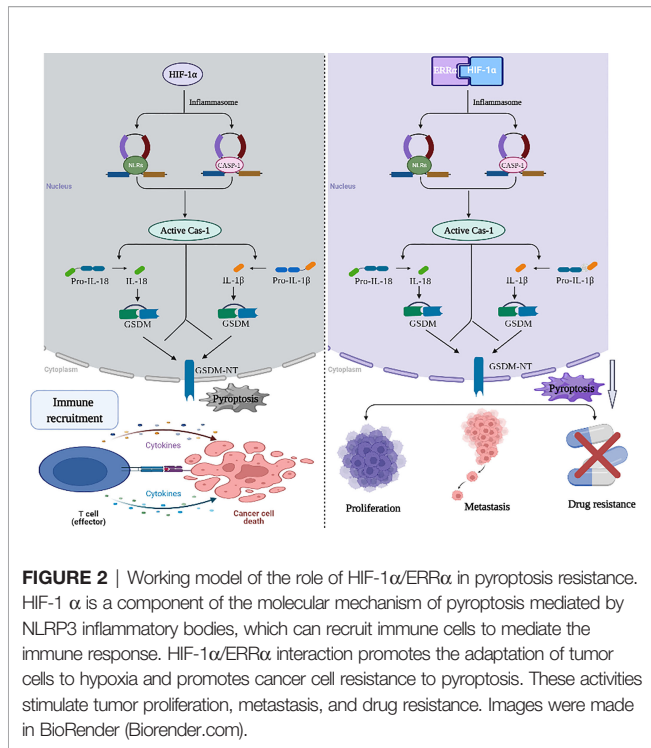 HIF-1α
Inflammasome
NLRs
CASP-1
Nucleus
Active Cas-1
Pro-IL-18
IL-18
IL-1β
Pro-IL-1β
GSDM
GSDM
Cytoplasm
GSDM-NT
Pyroptosis
Immune
recruitment
Cytokines
Cytokines
T cell
(effector)
Cancer cell
death
ERRα
HIF-1α
Inflammasome
NLRs
CASP-1
Nucleus
Active Cas-1
Pro-IL-18
IL-18
IL-1β
Pro-IL-1β
GSDM
GSDM
Cytoplasm
GSDM-NT
Pyroptosis
Proliferation
Metastasis
Drug resistance
FIGURE 2 | Working model of the role of HIF-1α/ERRα in pyroptosis resistance.
HIF-1 α is a component of the molecular mechanism of pyroptosis mediated by
NLRP3 inflammatory bodies, which can recruit immune cells to mediate the
immune response. HIF-1α/ERRα interaction promotes the adaptation of tumor
cells to hypoxia and promotes cancer cell resistance to pyroptosis. These activities
stimulate tumor proliferation, metastasis, and drug resistance. Images were made
in BioRender (Biorender.com).